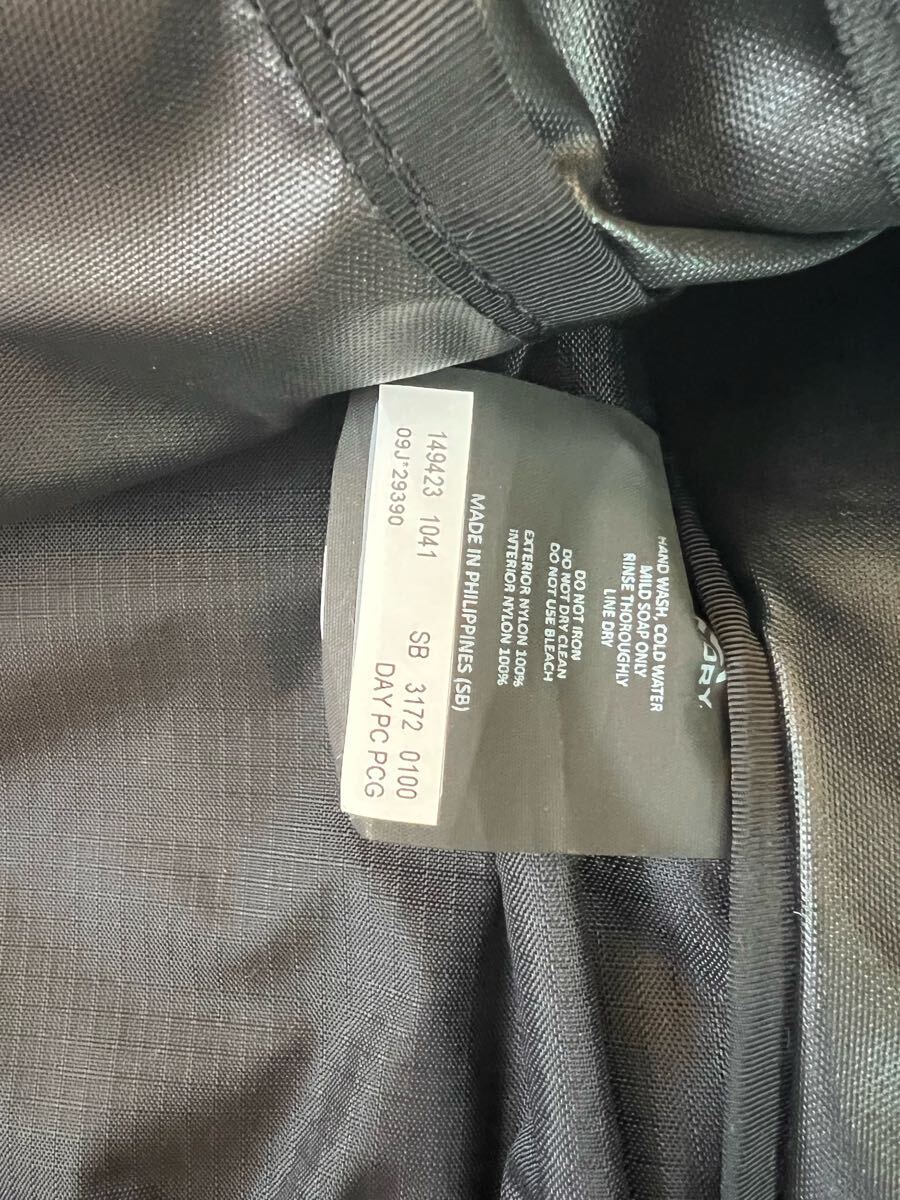 HAND WASH, COLD WATER
MILD SOAP ONLY
RINSE THOROUGHLY
LINE DRY
DO NOT IRON
DO NOT DRY CLEAN
DO NOT USE BLEACH
EXTERIOR NYLON 100%
INTERIOR NYLON 100%
MADE IN PHILIPPINES (SB)
149423 1041 SB 3172 0100
09J*29390 DAY PC PCG